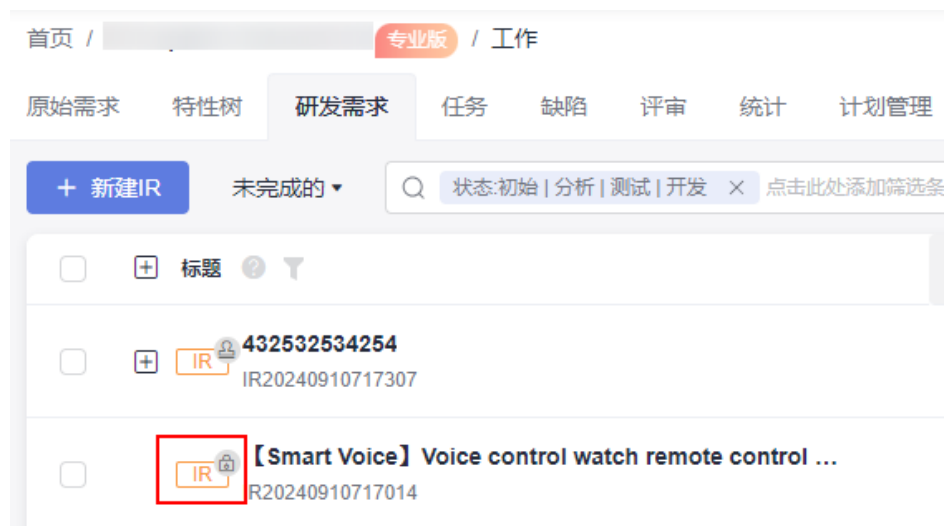 首页 / 专业版 / 工作
原始需求 特性树 研发需求 任务 缺陷 评审 统计 计划管理
+ 新建IR 未完成的 状态:初始 | 分析 | 测试 | 开发 × 点击此处添加筛选条
标题 ?
IR 432532534254
IR20240910717307
IR 【Smart Voice】Voice control watch remote control ...
IR20240910717014